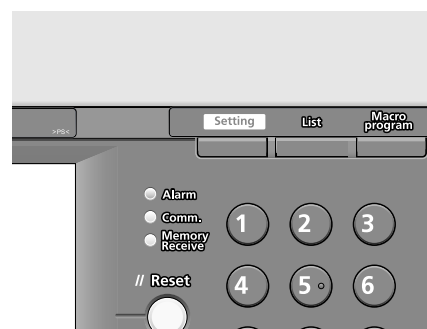 Setting List Macro
program
>PS<
Alarm
Comm.
Memory
Receive
1 2 3
// Reset
4 5 6